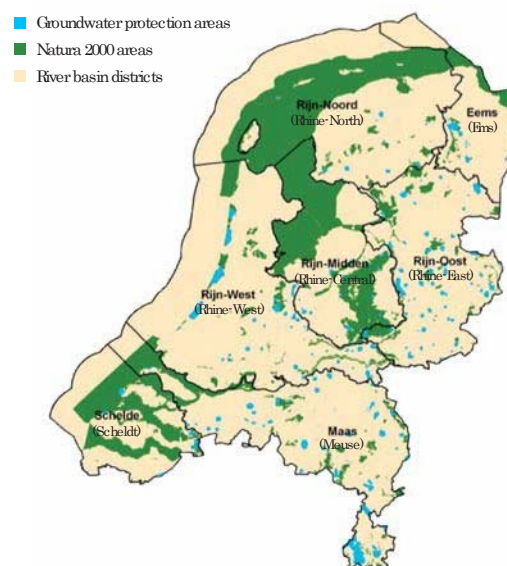 Groundwater protection areas
Natura 2000 areas
River basin districts
Rijn-Noord
(Rhine-North)
Eems
(Ems)
Rijn-Midden
(Rhine-Central)
Rijn-Oost
(Rhine-East)
Rijn-West
(Rhine-West)
Schelde
(Scheldt)
Maas
(Meuse)